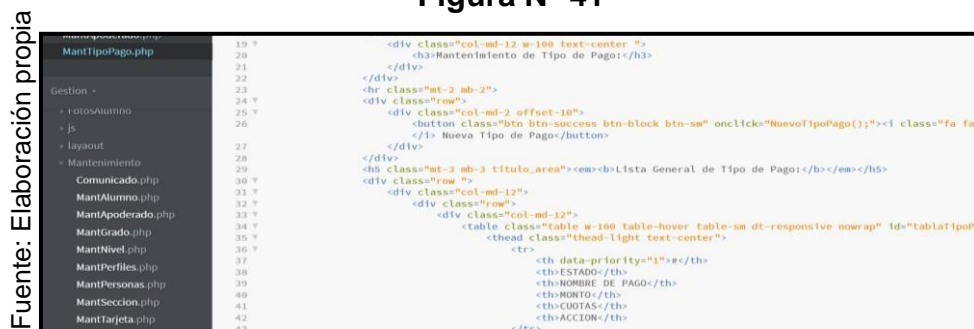 Figura N° 41
Fuente: Elaboración propia
MantApoderado.php
MantTipoPago.php
Gestion
FotosAlumno
js
layaout
Mantenimiento
Comunicado.php
MantAlumno.php
MantApoderado.php
MantGrado.php
MantNivel.php
MantPerfiles.php
MantPersonas.php
MantSeccion.php
MantTarjeta.php
19 <div class="col-md-12 w-100 text-center ">
20 <h3>Mantenimiento de Tipo de Pago:</h3>
21 </div>
22 </div>
23 <hr class="mt-2 mb-2">
24 <div class="row">
25 <div class="col-md-2 offset-10">
26 <button class="btn btn-success btn-block btn-sm" onclick="NuevoTipoPago();"><i class="fa fa
</i> Nueva Tipo de Pago</button>
27 </div>
28 </div>
29 <h5 class="mt-3 mb-3 titulo_area"><em><b>Lista General de Tipo de Pago:</b></em></h5>
30 <div class="row ">
31 <div class="col-md-12">
32 <div class="row">
33 <div class="col-md-12">
34 <table class="table w-100 table-hover table-sm dt-responsive nowrap" id="tablaTipoP
35 <thead class="thead-light text-center">
36 <tr>
37 <th data-priority="1">#</th>
38 <th>ESTADO</th>
39 <th>NOMBRE DE PAGO</th>
40 <th>MONTO</th>
41 <th>CUOTAS</th>
42 <th>ACCION</th>
43 </tr>